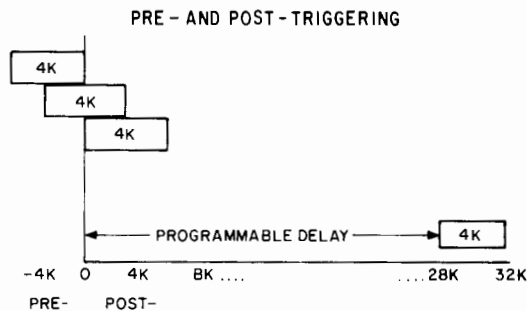 PRE - AND POST - TRIGGERING
4K
4K
4K
PROGRAMMABLE DELAY
4K
-4K 0 4K 8K .... ....28K 32K
PRE- POST-